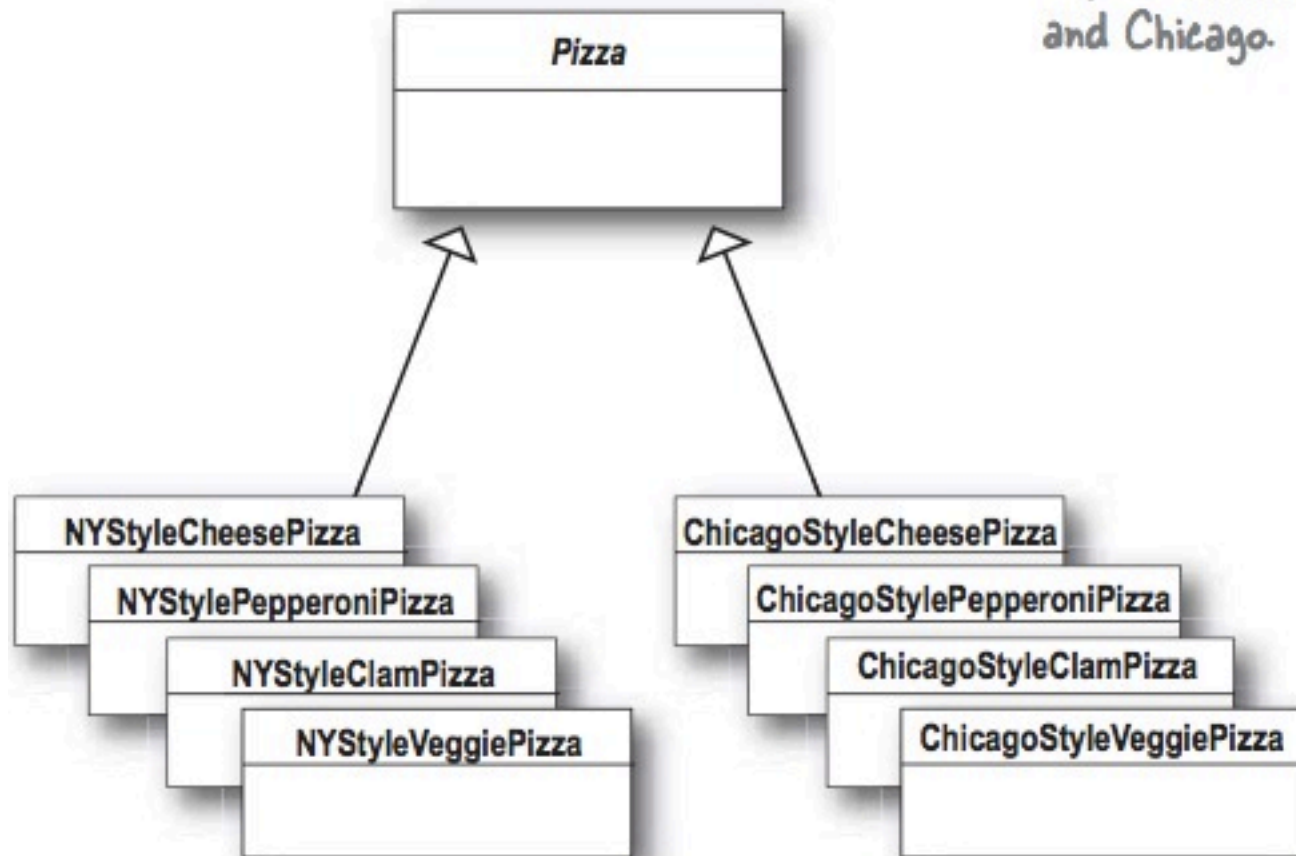 and Chicago.
Pizza
NYStyleCheesePizza
NYStylePepperoniPizza
NYStyleClamPizza
NYStyleVeggiePizza
ChicagoStyleCheesePizza
ChicagoStylePepperoniPizza
ChicagoStyleClamPizza
ChicagoStyleVeggiePizza